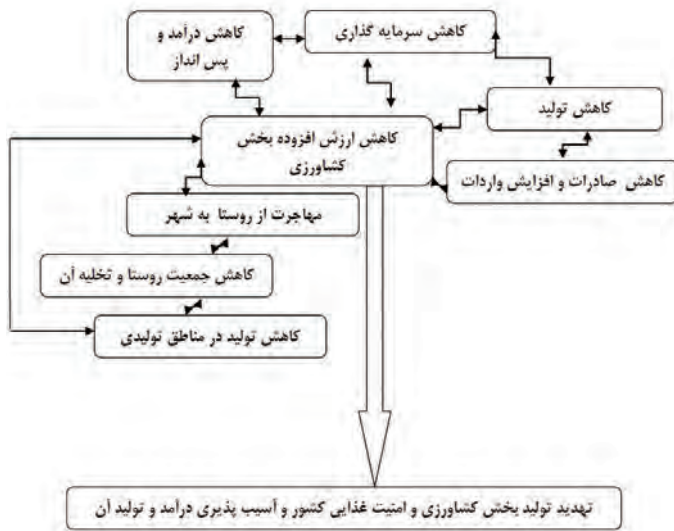 کاهش سرمایه گذاری
کاهش درآمد و
پس انداز
کاهش تولید
کاهش ارزش افزوده بخش
کشاورزی
کاهش صادرات و افزایش واردات
مهاجرت از روستا به شهر
کاهش جمعیت روستا و تخلیه آن
کاهش تولید در مناطق تولیدی
تهدید تولید بخش کشاورزی و امنیت غذایی کشور و آسیب پذیری درآمد و تولید آن